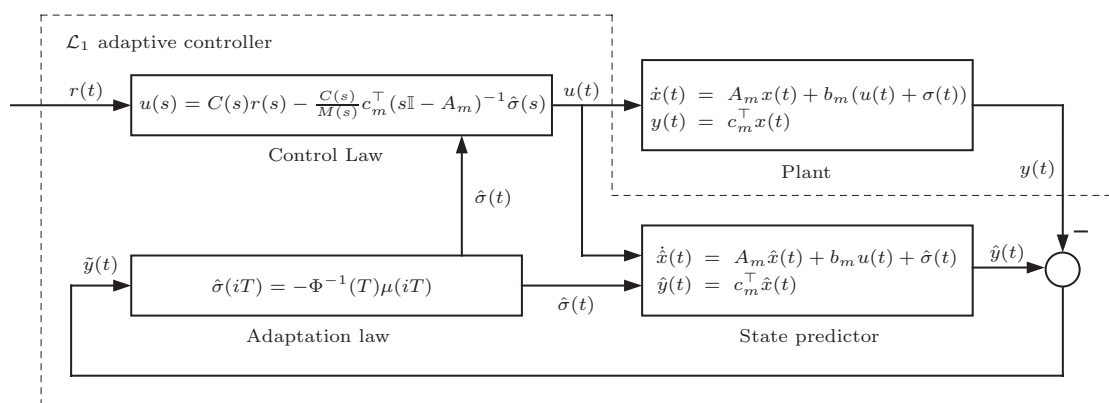 ℒ₁ adaptive controller
r(t)
u(s) = C(s)r(s) − C(s)/M(s) c_m^⊤(s𝕀 − A_m)^{−1}σ̂(s)
Control Law
u(t)
ẋ(t) = A_m x(t) + b_m(u(t) + σ(t))
y(t) = c_m^⊤ x(t)
Plant
y(t)
σ̂(t)
ỹ(t)
σ̂(iT) = −Φ^{−1}(T)μ(iT)
Adaptation law
σ̂(t)
x̂̇(t) = A_m x̂(t) + b_m u(t) + σ̂(t)
ŷ(t) = c_m^⊤ x̂(t)
State predictor
ŷ(t)
−